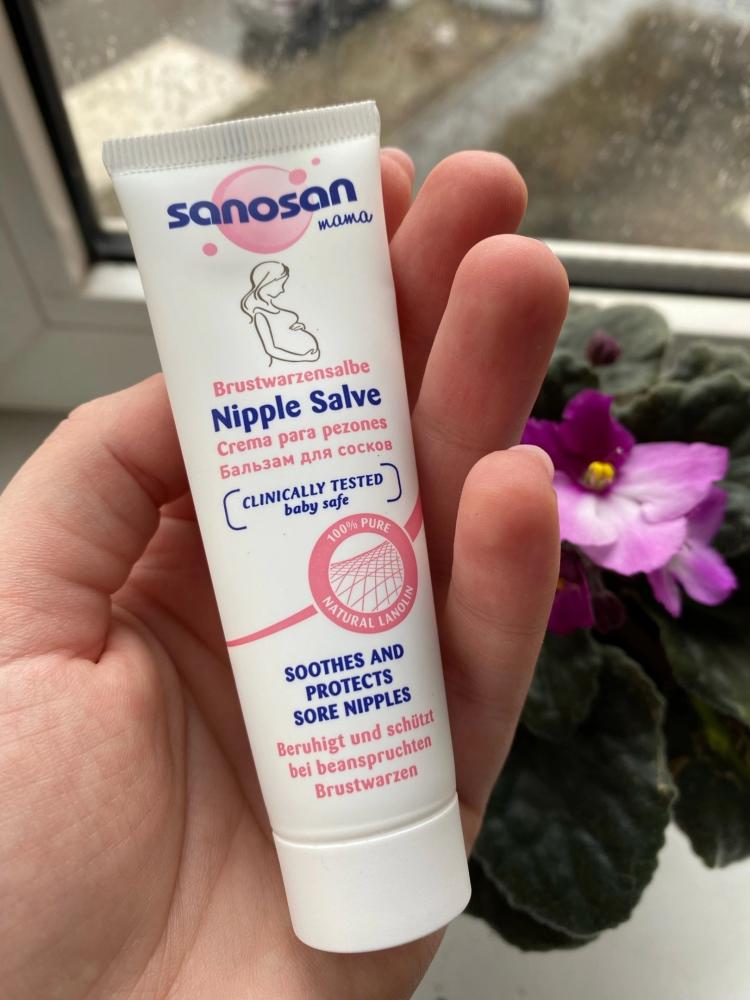 sanosan
mama
Brustwarzensalbe
Nipple Salve
Crema para pezones
Бальзам для сосков
CLINICALLY TESTED
baby safe
100% PURE
NATURAL LANOLIN
SOOTHES AND
PROTECTS
SORE NIPPLES
Beruhigt und schützt
bei beanspruchten
Brustwarzen